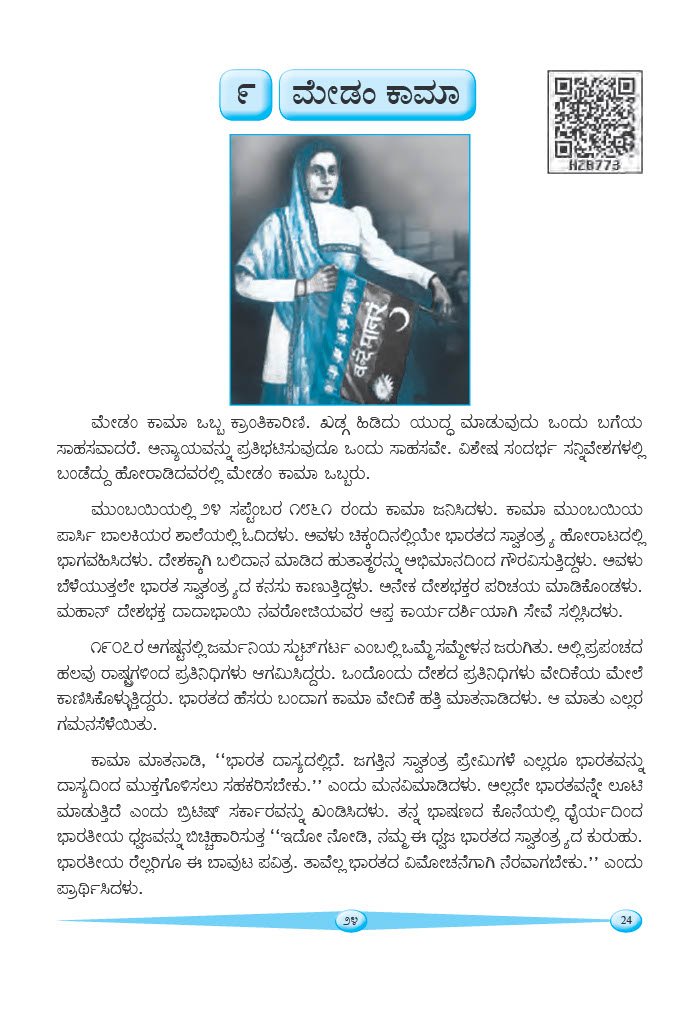 ೯ ಮೇಡಂ ಕಾಮಾ
HZB773
वन्दे मातरं
ಮೇಡಂ ಕಾಮಾ ಒಬ್ಬ ಕ್ರಾಂತಿಕಾರಿಣಿ. ಖಡ್ಗ ಹಿಡಿದು ಯುದ್ಧ ಮಾಡುವುದು ಒಂದು ಬಗೆಯ
ಸಾಹಸವಾದರೆ. ಅನ್ಯಾಯವನ್ನು ಪ್ರತಿಭಟಿಸುವುದೂ ಒಂದು ಸಾಹಸವೇ. ವಿಶೇಷ ಸಂದರ್ಭ ಸನ್ನಿವೇಶಗಳಲ್ಲಿ
ಬಂಡೆದ್ದು ಹೋರಾಡಿದವರಲ್ಲಿ ಮೇಡಂ ಕಾಮಾ ಒಬ್ಬರು.
ಮುಂಬಯಿಯಲ್ಲಿ ೨೪ ಸಪ್ಟೆಂಬರ ೧೮೬೧ ರಂದು ಕಾಮಾ ಜನಿಸಿದಳು. ಕಾಮಾ ಮುಂಬಯಿಯ
ಪಾರ್ಸಿ ಬಾಲಕಿಯರ ಶಾಲೆಯಲ್ಲಿ ಓದಿದಳು. ಅವಳು ಚಿಕ್ಕಂದಿನಲ್ಲಿಯೇ ಭಾರತದ ಸ್ವಾತಂತ್ರ್ಯ ಹೋರಾಟದಲ್ಲಿ
ಭಾಗವಹಿಸಿದಳು. ದೇಶಕ್ಕಾಗಿ ಬಲಿದಾನ ಮಾಡಿದ ಹುತಾತ್ಮರನ್ನು ಅಭಿಮಾನದಿಂದ ಗೌರವಿಸುತ್ತಿದ್ದಳು. ಅವಳು
ಬೆಳೆಯುತ್ತಲೇ ಭಾರತ ಸ್ವಾತಂತ್ರ್ಯದ ಕನಸು ಕಾಣುತ್ತಿದ್ದಳು. ಅನೇಕ ದೇಶಭಕ್ತರ ಪರಿಚಯ ಮಾಡಿಕೊಂಡಳು.
ಮಹಾನ್ ದೇಶಭಕ್ತ ದಾದಾಭಾಯಿ ನವರೋಜಿಯವರ ಆಪ್ತ ಕಾರ್ಯದರ್ಶಿಯಾಗಿ ಸೇವೆ ಸಲ್ಲಿಸಿದಳು.
೧೯೦೭ರ ಅಗಷ್ಟನಲ್ಲಿ ಜರ್ಮನಿಯ ಸ್ಟುಟ್‌ಗರ್ಟ ಎಂಬಲ್ಲಿ ಒಮ್ಮೆ ಸಮ್ಮೇಳನ ಜರುಗಿತು. ಅಲ್ಲಿ ಪ್ರಪಂಚದ
ಹಲವು ರಾಷ್ಟ್ರಗಳಿಂದ ಪ್ರತಿನಿಧಿಗಳು ಆಗಮಿಸಿದ್ದರು. ಒಂದೊಂದು ದೇಶದ ಪ್ರತಿನಿಧಿಗಳು ವೇದಿಕೆಯ ಮೇಲೆ
ಕಾಣಿಸಿಕೊಳ್ಳುತ್ತಿದ್ದರು. ಭಾರತದ ಹೆಸರು ಬಂದಾಗ ಕಾಮಾ ವೇದಿಕೆ ಹತ್ತಿ ಮಾತನಾಡಿದಳು. ಆ ಮಾತು ಎಲ್ಲರ
ಗಮನಸೆಳೆಯಿತು.
ಕಾಮಾ ಮಾತನಾಡಿ, ‘‘ಭಾರತ ದಾಸ್ಯದಲ್ಲಿದೆ. ಜಗತ್ತಿನ ಸ್ವಾತಂತ್ರ ಪ್ರೇಮಿಗಳೆ ಎಲ್ಲರೂ ಭಾರತವನ್ನು
ದಾಸ್ಯದಿಂದ ಮುಕ್ತಗೊಳಿಸಲು ಸಹಕರಿಸಬೇಕು.’’ ಎಂದು ಮನವಿಮಾಡಿದಳು. ಅಲ್ಲದೇ ಭಾರತವನ್ನೇ ಲೂಟಿ
ಮಾಡುತ್ತಿದೆ ಎಂದು ಬ್ರಿಟಿಷ್ ಸರ್ಕಾರವನ್ನು ಖಂಡಿಸಿದಳು. ತನ್ನ ಭಾಷಣದ ಕೊನೆಯಲ್ಲಿ ಧೈರ್ಯದಿಂದ
ಭಾರತೀಯ ಧ್ವಜವನ್ನು ಬಿಚ್ಚಿಹಾರಿಸುತ್ತ ‘‘ಇದೋ ನೋಡಿ, ನಮ್ಮ ಈ ಧ್ವಜ ಭಾರತದ ಸ್ವಾತಂತ್ರ್ಯದ ಕುರುಹು.
ಭಾರತೀಯ ರೆಲ್ಲರಿಗೂ ಈ ಬಾವುಟ ಪವಿತ್ರ. ತಾವೆಲ್ಲ ಭಾರತದ ವಿಮೋಚನೆಗಾಗಿ ನೆರವಾಗಬೇಕು.’’ ಎಂದು
ಪ್ರಾರ್ಥಿಸಿದಳು.
೨೪ 24